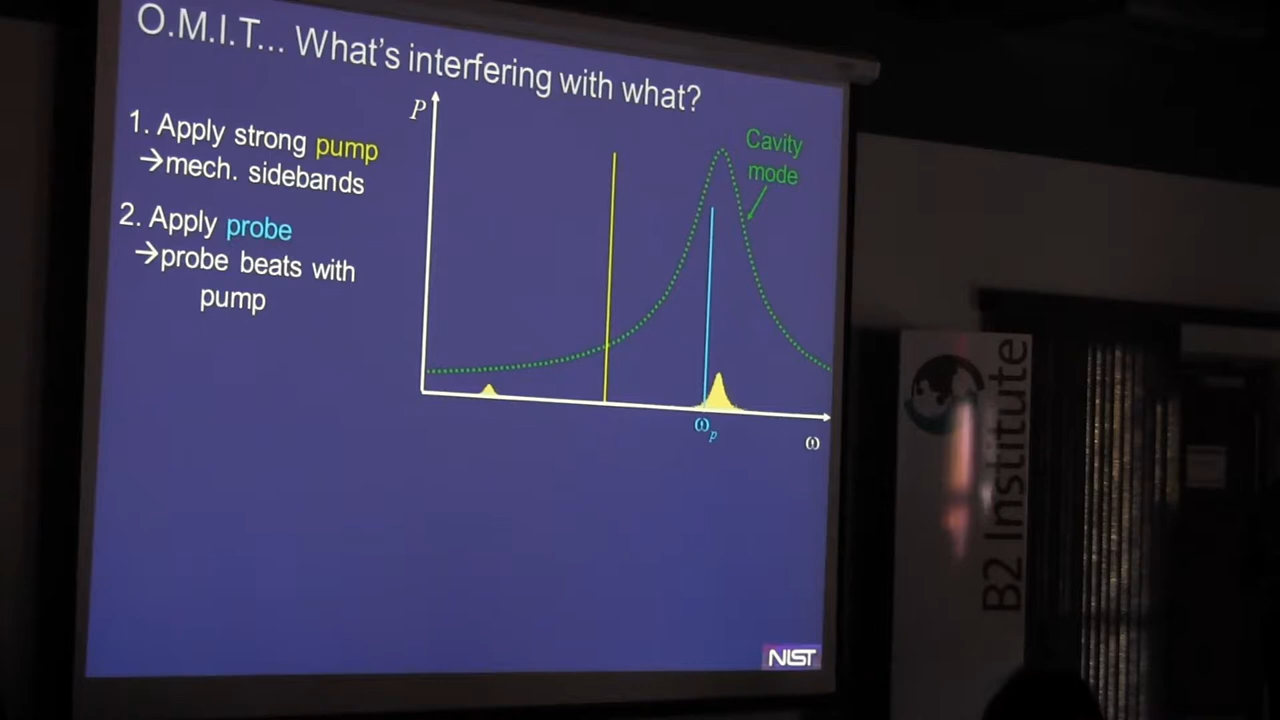 O.M.I.T... What's interfering with what?
1. Apply strong pump
→mech. sidebands
2. Apply probe
→probe beats with
pump
P
Cavity
mode
ωp
ω
NIST
B2 Institute